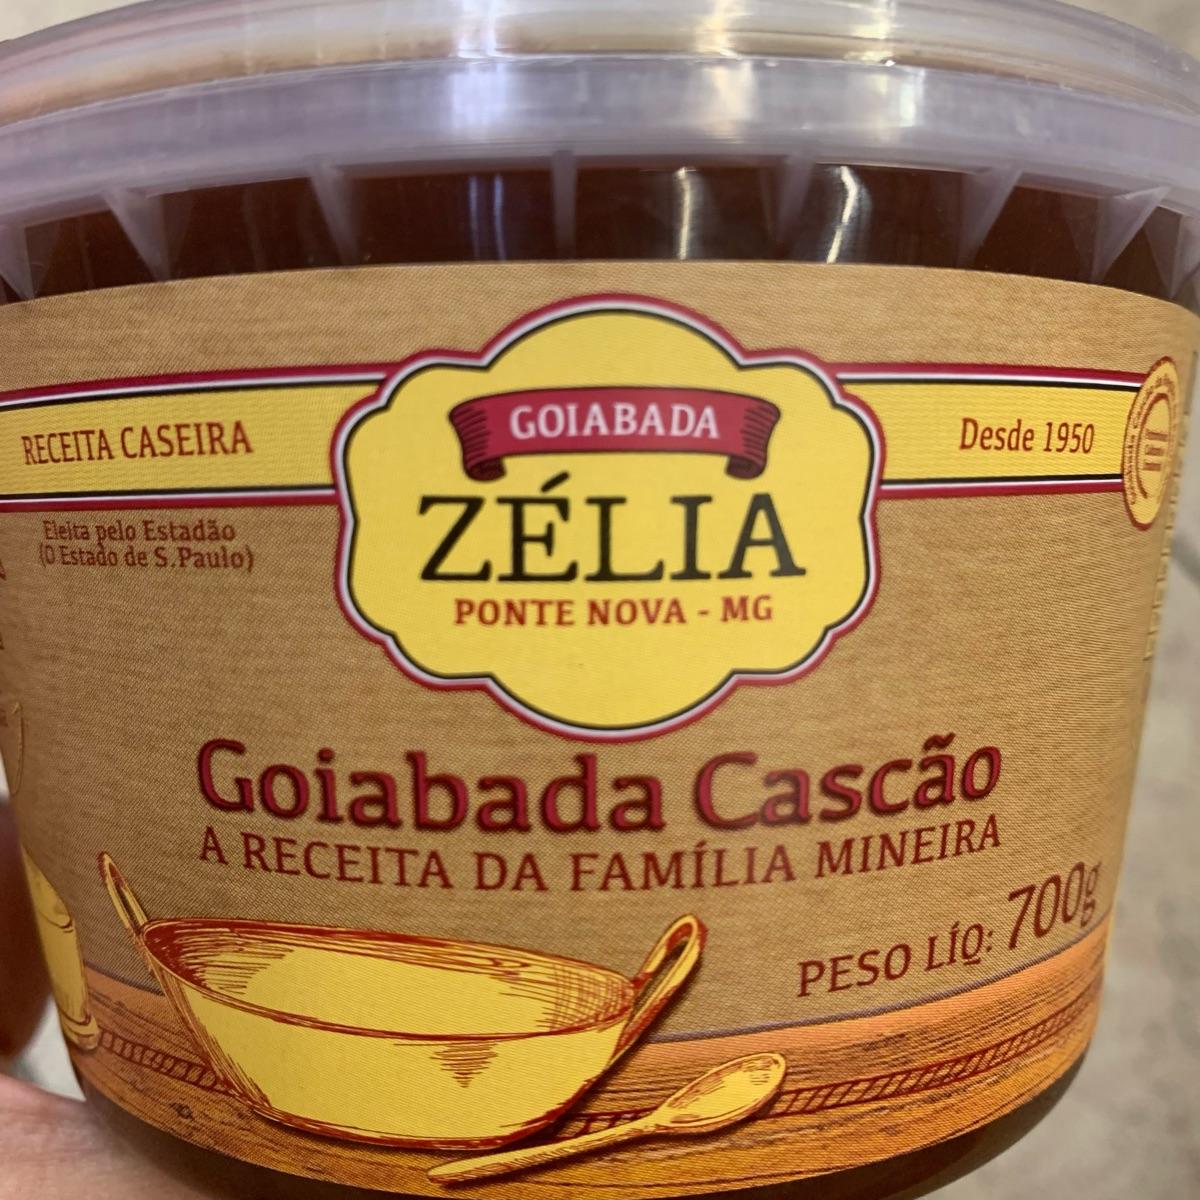 GOIABADA
ZÉLIA
PONTE NOVA - MG
RECEITA CASEIRA
Desde 1950
Eleita pelo Estadão
(O Estado de S.Paulo)
Goiabada Cascão
A RECEITA DA FAMÍLIA MINEIRA
PESO LÍQ: 700g